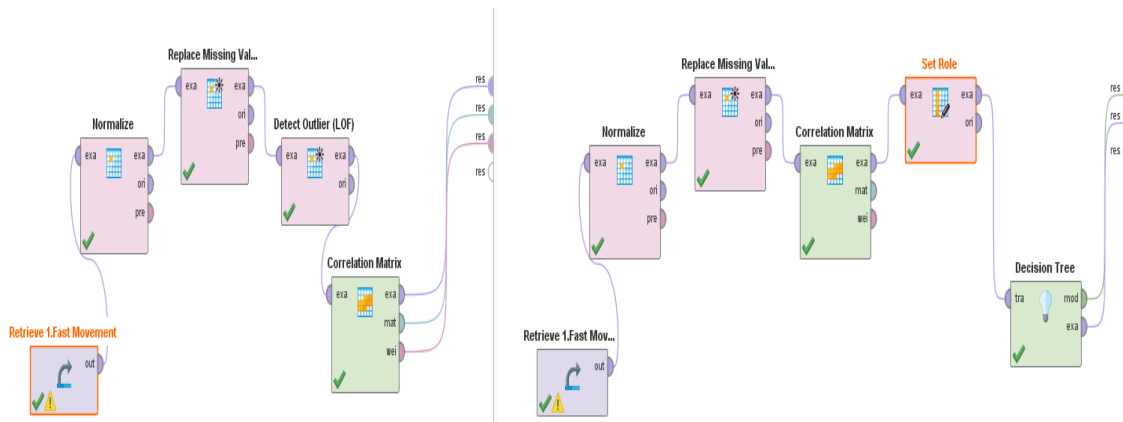 Replace Missing Val...
exa exa
ori
pre
Normalize
exa exa
ori
pre
Detect Outlier (LOF)
exa exa
ori
Correlation Matrix
exa exa
mat
wei
Retrieve 1.Fast Movement
out
res
res
res
res
Replace Missing Val...
exa exa
ori
pre
Set Role
exa exa
ori
Normalize
exa exa
ori
pre
Correlation Matrix
exa exa
mat
wei
Decision Tree
tra mod
exa
Retrieve 1.Fast Mov...
out
res
res
res